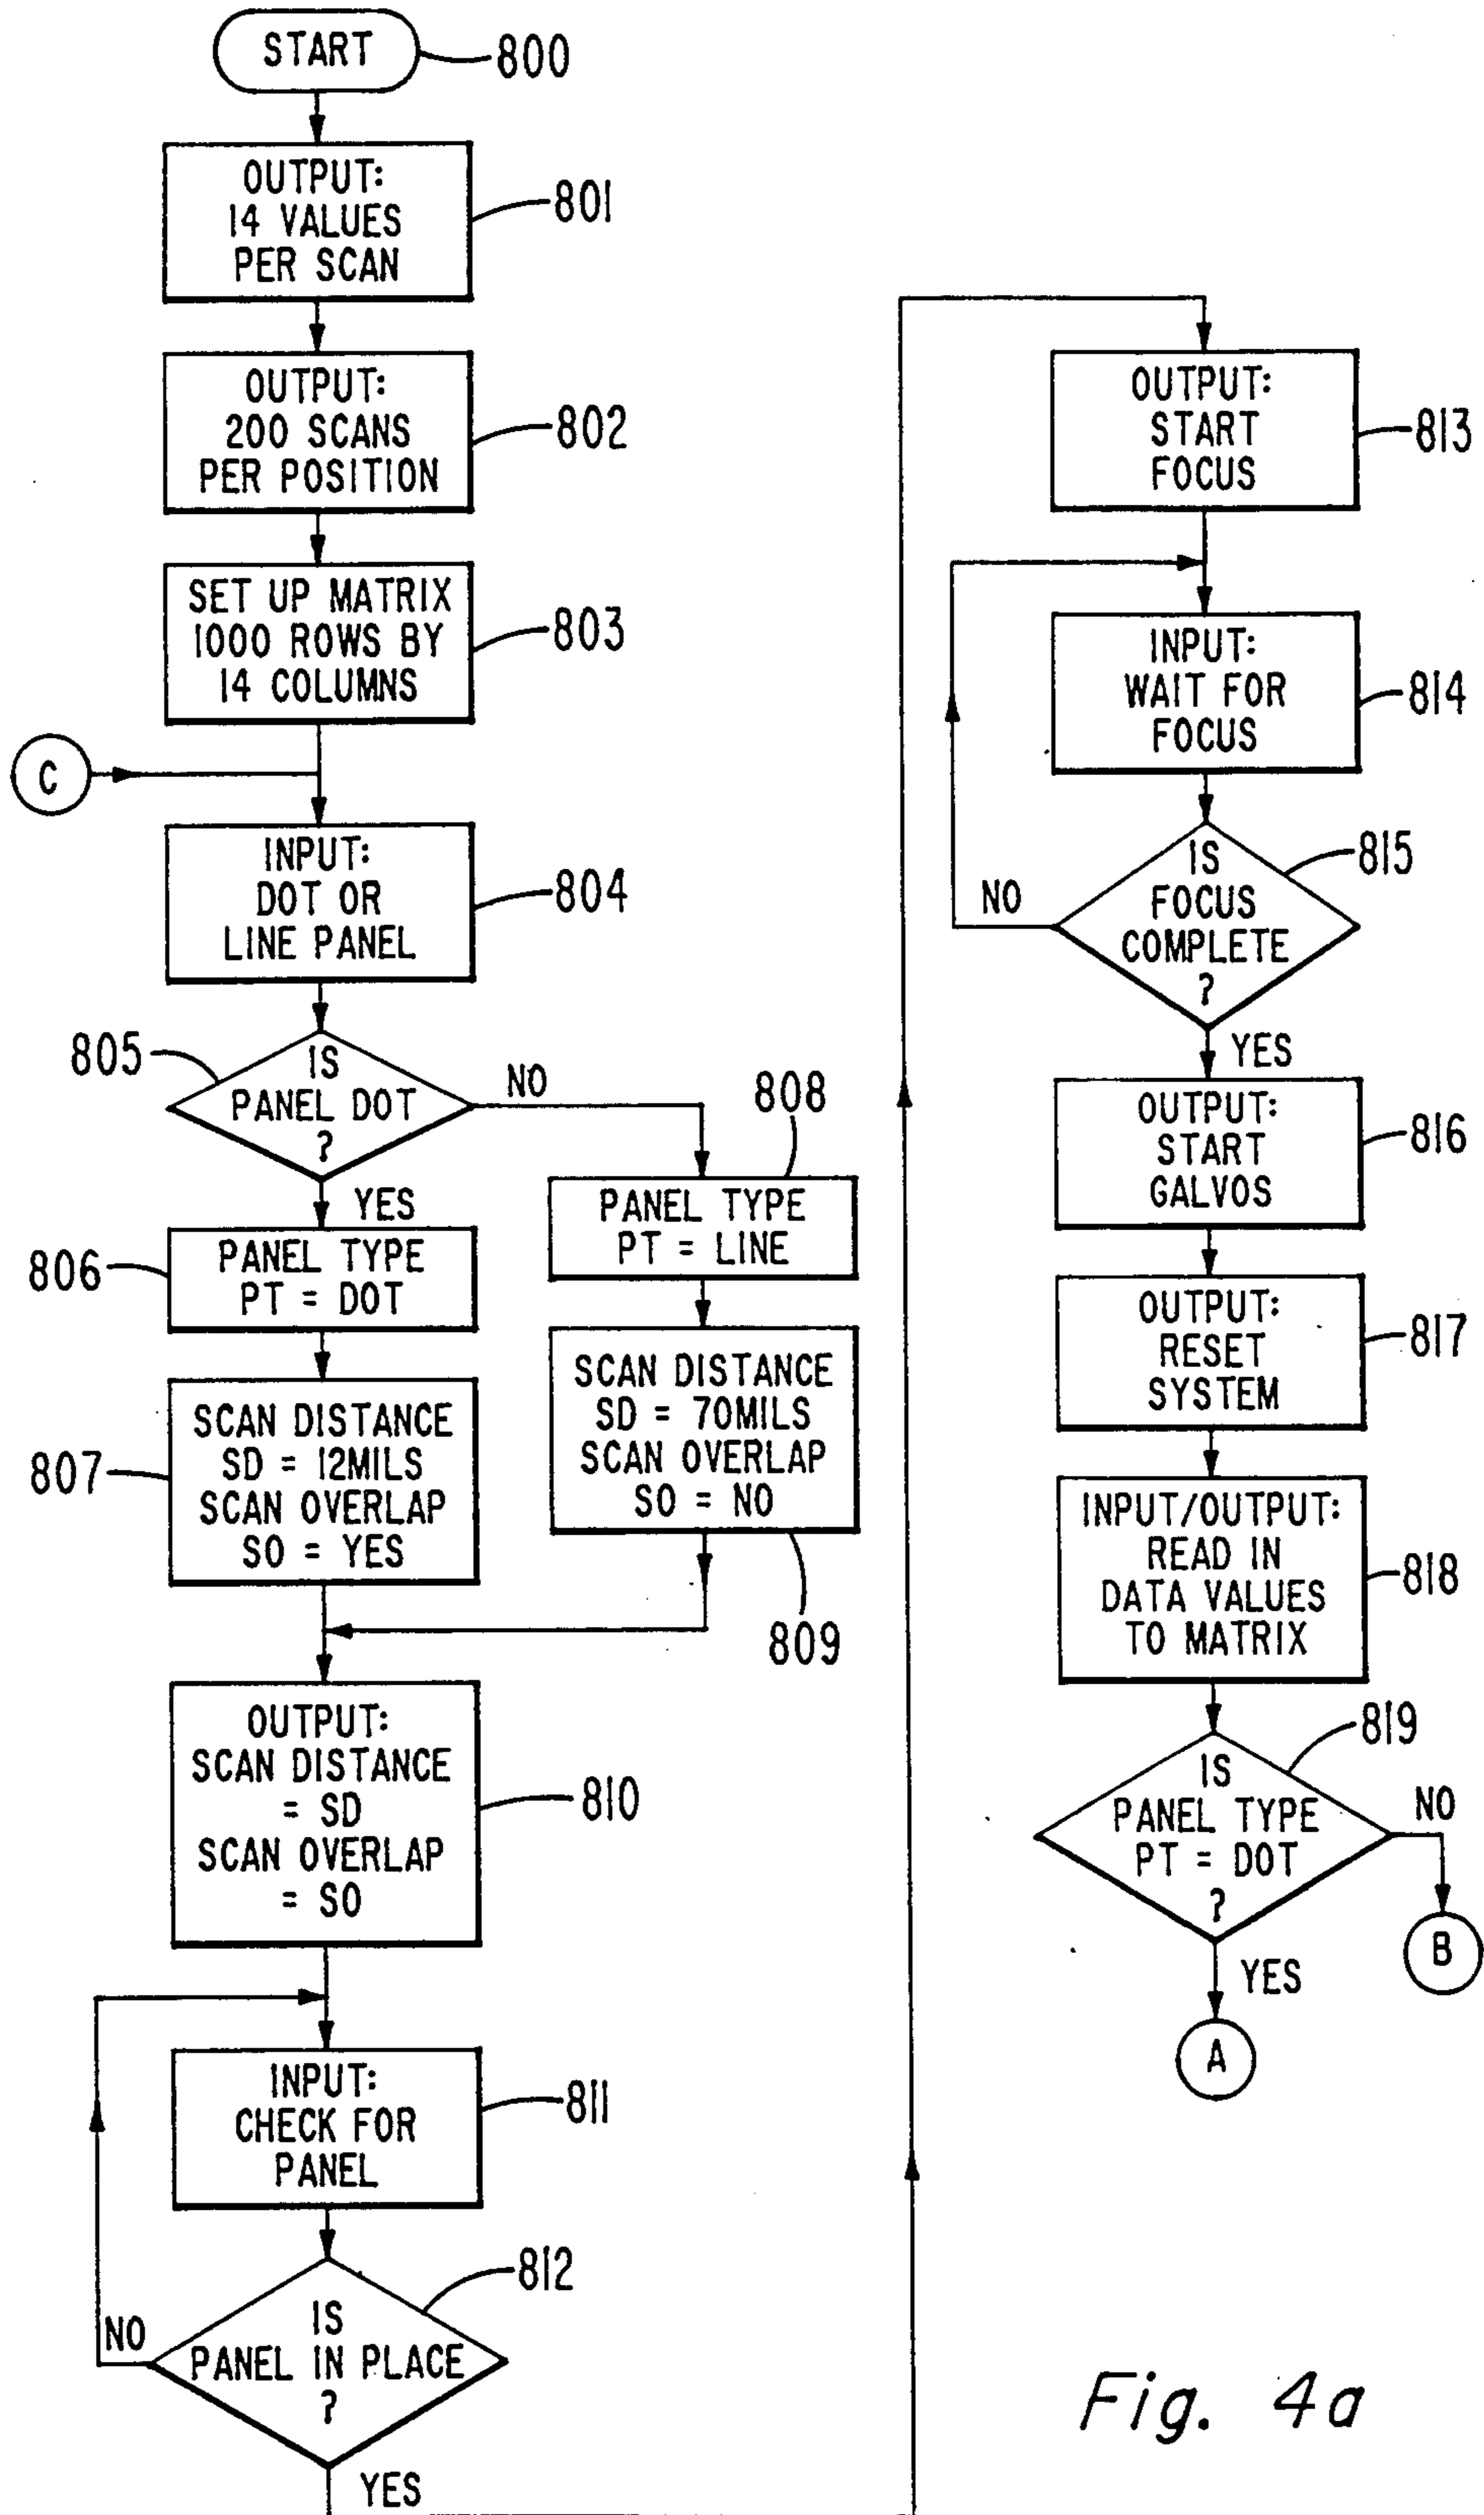 START
800
OUTPUT:
14 VALUES
PER SCAN
801
OUTPUT:
200 SCANS
PER POSITION
802
SET UP MATRIX
1000 ROWS BY
14 COLUMNS
803
C
INPUT:
DOT OR
LINE PANEL
804
805
IS
PANEL DOT
?
NO
YES
806
PANEL TYPE
PT = DOT
807
SCAN DISTANCE
SD = 12MILS
SCAN OVERLAP
SO = YES
808
PANEL TYPE
PT = LINE
SCAN DISTANCE
SD = 70MILS
SCAN OVERLAP
SO = NO
809
OUTPUT:
SCAN DISTANCE
= SD
SCAN OVERLAP
= SO
810
INPUT:
CHECK FOR
PANEL
811
812
IS
PANEL IN PLACE
?
NO
YES
OUTPUT:
START
FOCUS
813
INPUT:
WAIT FOR
FOCUS
814
IS
FOCUS
COMPLETE
?
815
NO
YES
OUTPUT:
START
GALVOS
816
OUTPUT:
RESET
SYSTEM
817
INPUT/OUTPUT:
READ IN
DATA VALUES
TO MATRIX
818
819
IS
PANEL TYPE
PT = DOT
?
NO
B
YES
A
Fig. 4a